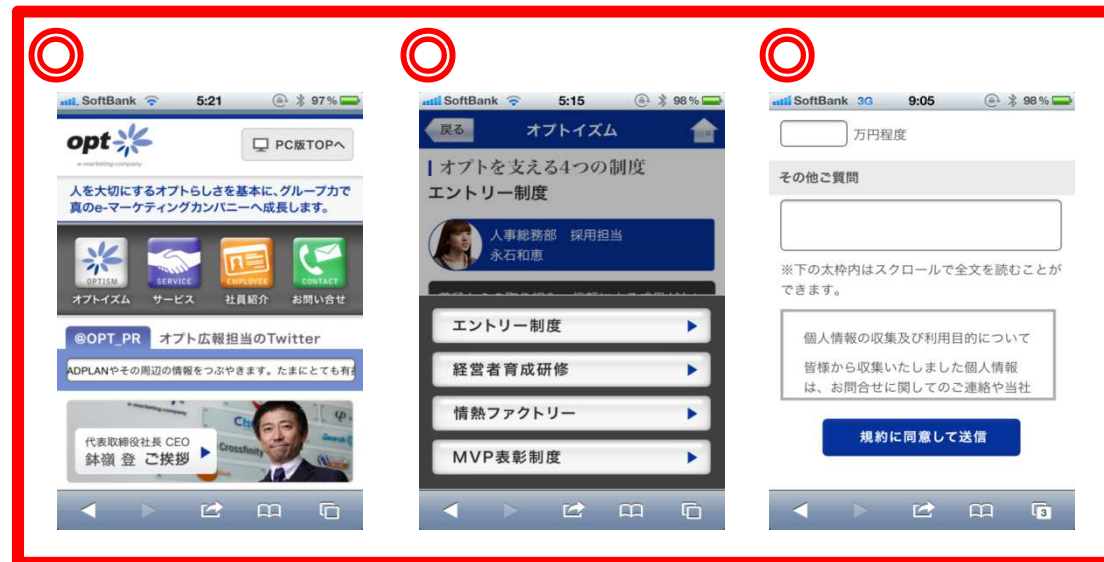 SoftBank 5:21 97%
opt
e-marketing company
PC版TOPへ
人を大切にするオプトらしさを基本に、グループ力で
真のe-マーケティングカンパニーへ成長します。
OPTISM SERVICE EMPLOYEE CONTACT
オプトイズム サービス 社員紹介 お問い合せ
@OPT_PR オプト広報担当のTwitter
ADPLANやその周辺の情報をつぶやきます。たまにとても有
Crossfinity
代表取締役社長 CEO
鉢嶺 登 ご挨拶
SoftBank 5:15 98%
戻る オプトイズム
オプトを支える4つの制度
エントリー制度
人事総務部 採用担当
永石和恵
エントリー制度
経営者育成研修
情熱ファクトリー
MVP表彰制度
SoftBank 3G 9:05 98%
万円程度
その他ご質問
※下の太枠内はスクロールで全文を読むことが
できます。
個人情報の収集及び利用目的について
皆様から収集いたしました個人情報
は、お問合せに関してのご連絡や当社
規約に同意して送信
3